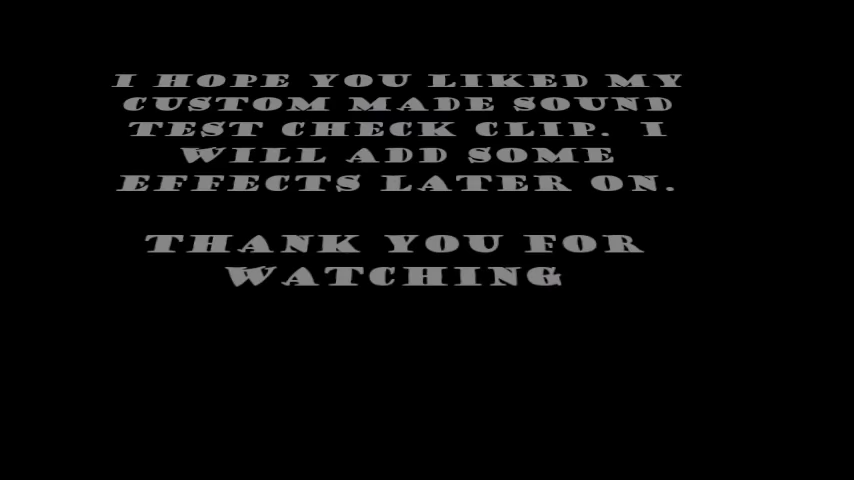 I HOPE YOU LIKED MY
CUSTOM MADE SOUND
TEST CHECK CLIP.  I
WILL ADD SOME
EFFECTS LATER ON.
THANK YOU FOR
WATCHING